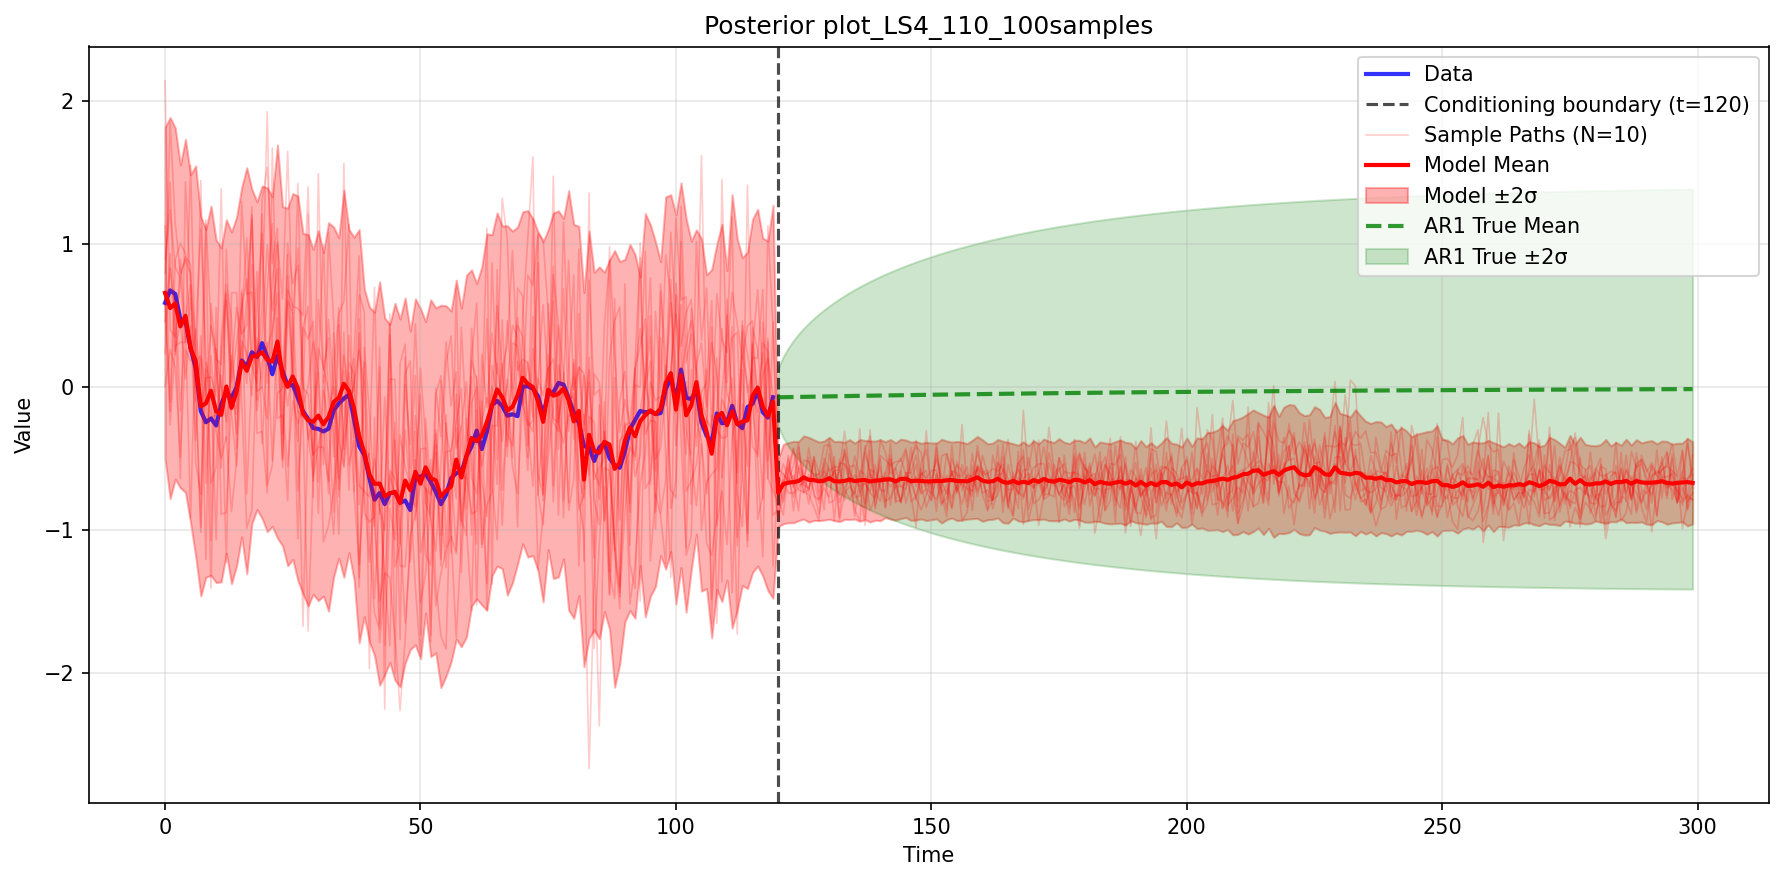 Posterior plot_LS4_110_100samples
Data
Conditioning boundary (t=120)
Sample Paths (N=10)
Model Mean
Model ±2σ
AR1 True Mean
AR1 True ±2σ
Value
2
1
0
−1
−2
0 50 100 150 200 250 300
Time